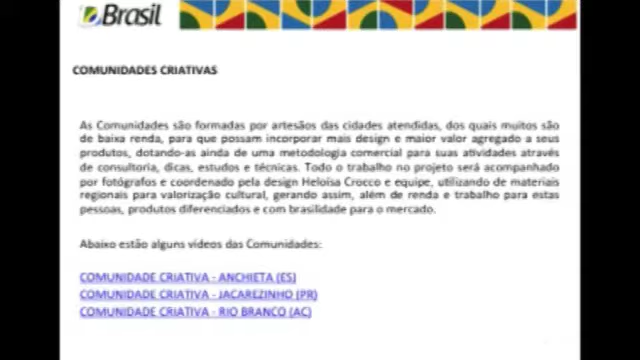 Brasil
COMUNIDADES CRIATIVAS
As Comunidades são formadas por artesãos das cidades atendidas, dos quais muitos são
de baixa renda, para que possam incorporar mais design e maior valor agregado a seus
produtos, dotando-as ainda de uma metodologia comercial para suas atividades através
de consultoria, dicas, estudos e técnicas. Todo o trabalho no projeto será acompanhado
por fotógrafos e coordenado pela design Heloísa Crocco e equipe, utilizando de materiais
regionais para valorização cultural, gerando assim, além de renda e trabalho para estas
pessoas, produtos diferenciados e com brasilidade para o mercado.
Abaixo estão alguns vídeos das Comunidades:
COMUNIDADE CRIATIVA - ANCHIETA (ES)
COMUNIDADE CRIATIVA - JACAREZINHO (PR)
COMUNIDADE CRIATIVA - RIO BRANCO (AC)